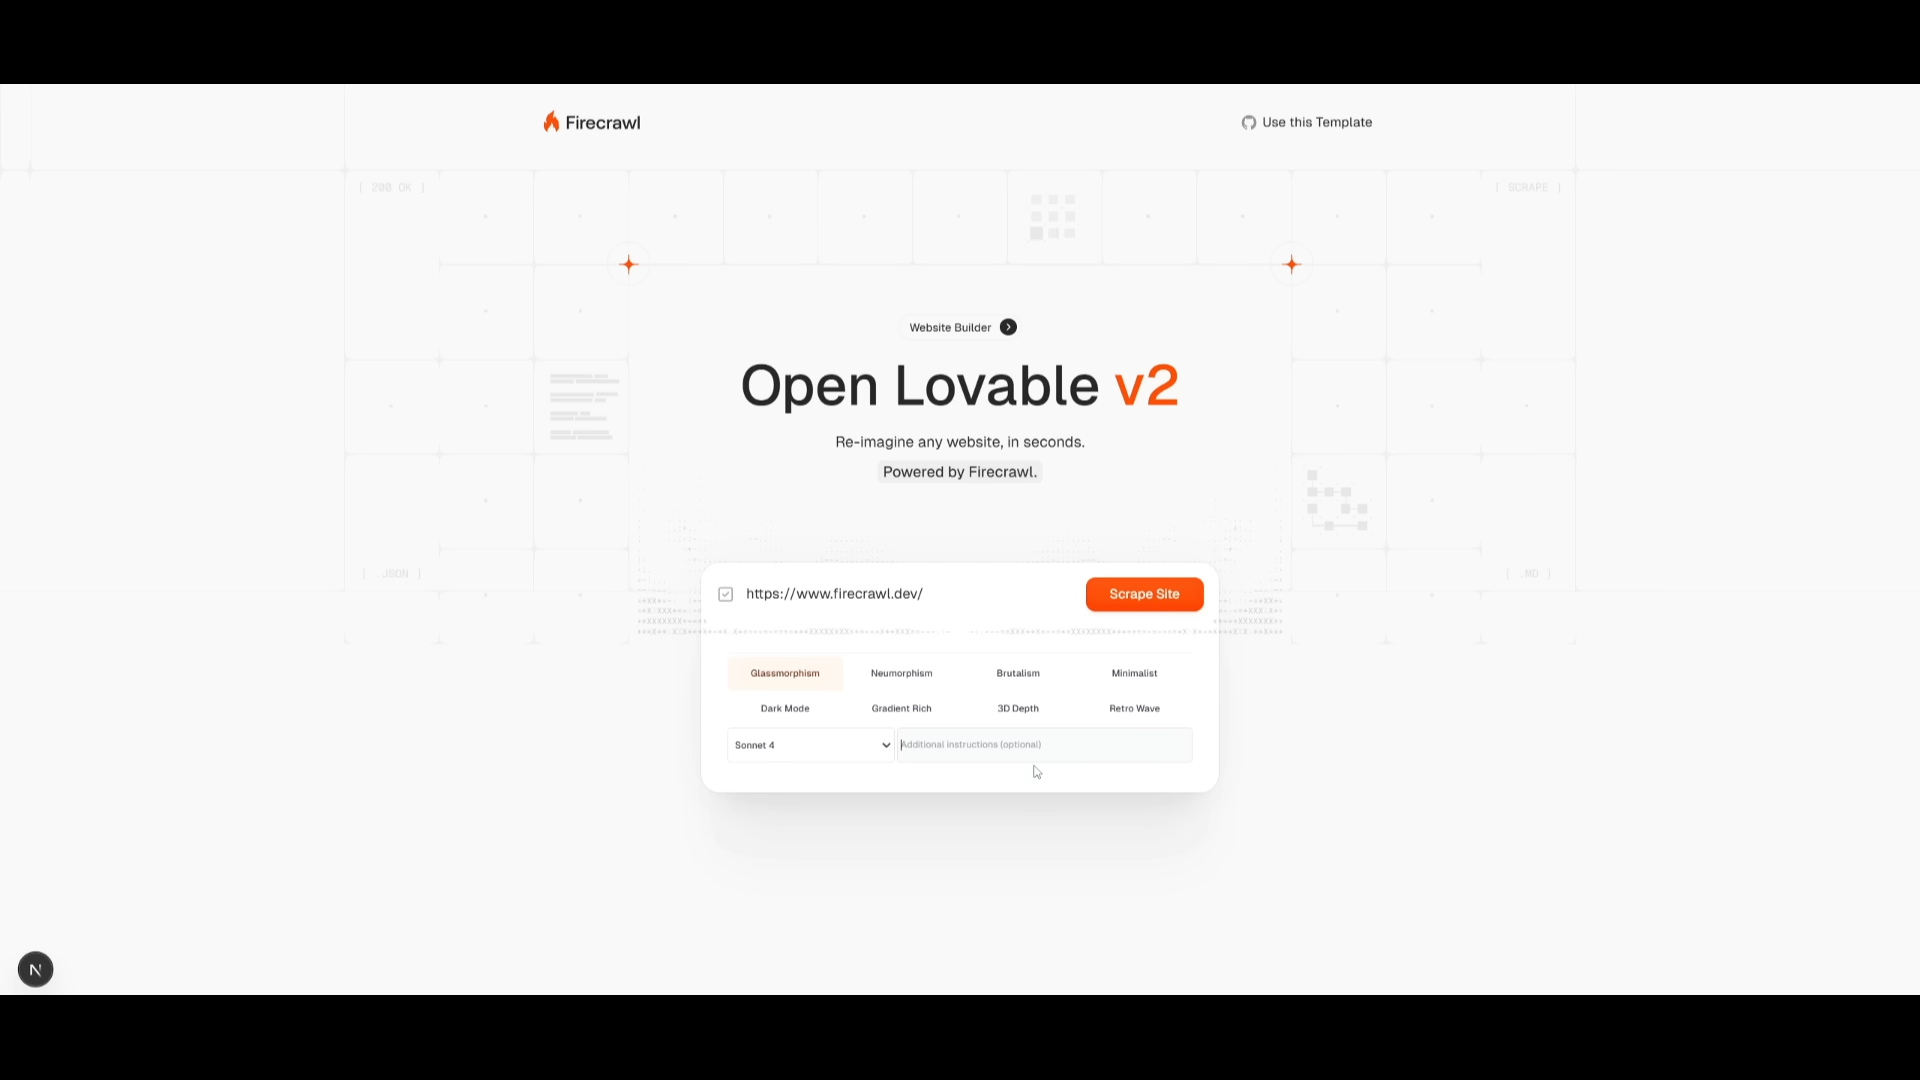 Firecrawl
Use this Template
[ 200 OK ]
[ SCRAPE ]
Website Builder
Open Lovable v2
Re-imagine any website, in seconds.
Powered by Firecrawl.
[ .JSON ]
[ .MD ]
https://www.firecrawl.dev/
Scrape Site
Glassmorphism Neumorphism Brutalism Minimalist
Dark Mode Gradient Rich 3D Depth Retro Wave
Sonnet 4
Additional instructions (optional)
N